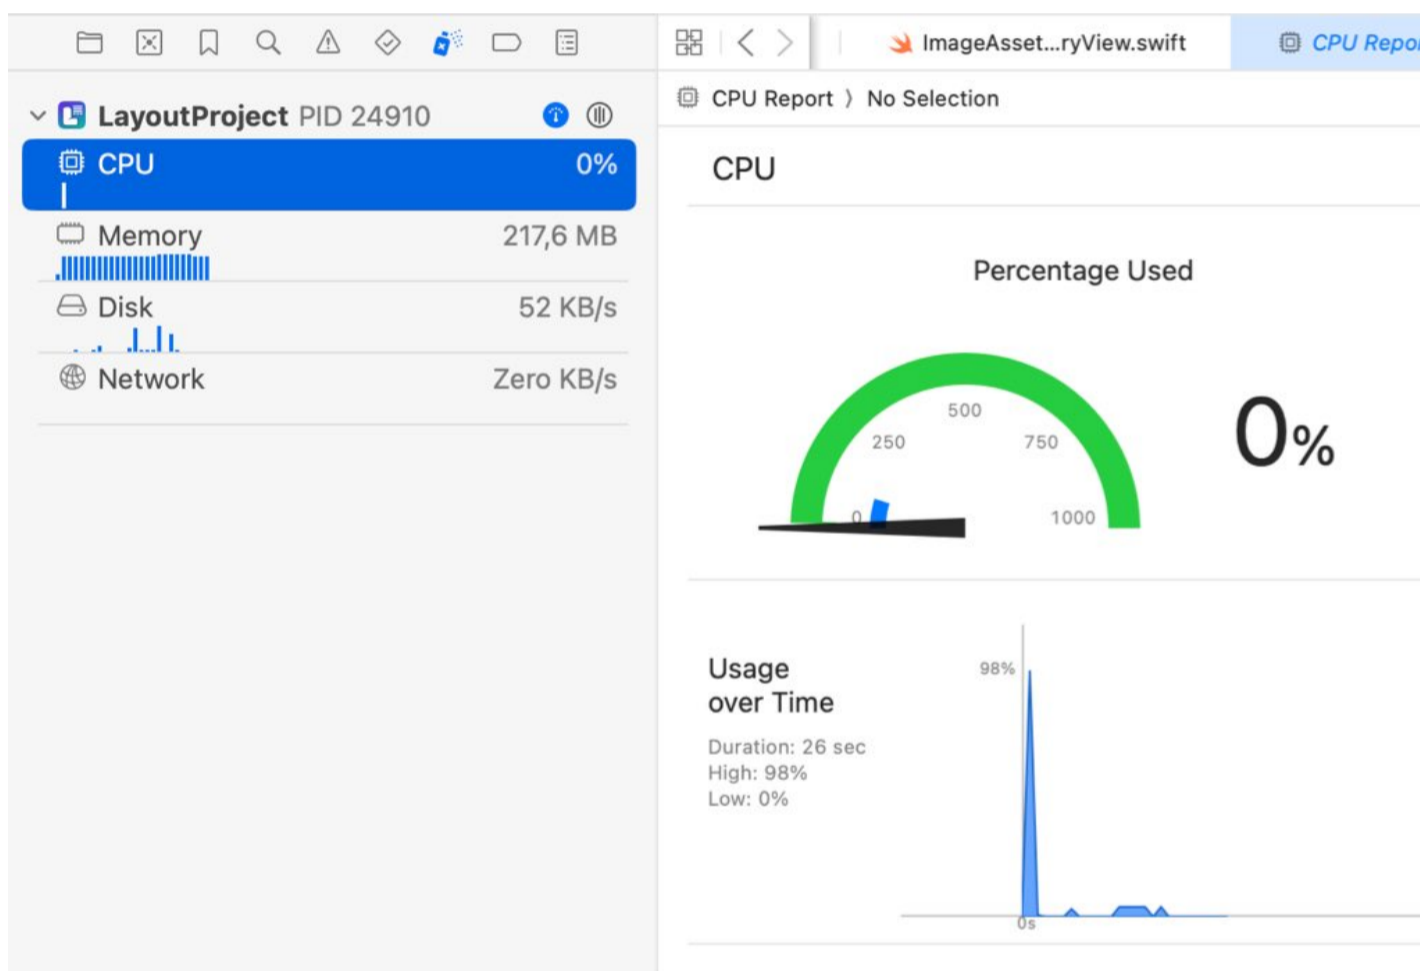 ImageAsset...ryView.swift
CPU Repo
LayoutProject PID 24910
CPU Report › No Selection
CPU 0%
CPU
Memory 217,6 MB
Percentage Used
Disk 52 KB/s
Network Zero KB/s
500
250 750
0 1000
0%
Usage
over Time
98%
Duration: 26 sec
High: 98%
Low: 0%
0s